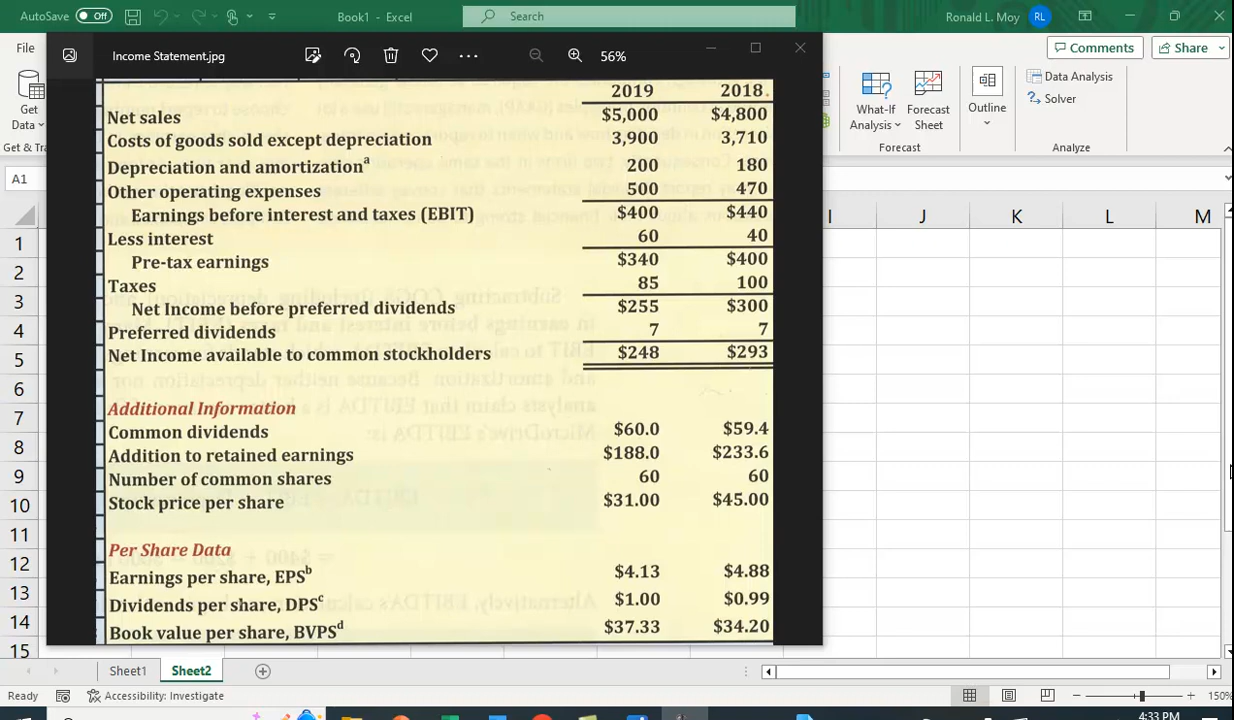 AutoSave Off Book1 - Excel Search Ronald L. Moy RL
File Comments Share
Income Statement.jpg 56%
Get Data
Get & Tra
What-If Analysis
Forecast Sheet
Forecast
Outline
Data Analysis
Solver
Analyze
A1
I J K L M
1
2
3
4
5
6
7
8
9
10
11
12
13
14
15
2019 2018.
Net sales $5,000 $4,800
Costs of goods sold except depreciation 3,900 3,710
Depreciation and amortizationa 200 180
Other operating expenses 500 470
Earnings before interest and taxes (EBIT) $400 $440
Less interest 60 40
Pre-tax earnings $340 $400
Taxes 85 100
Net Income before preferred dividends $255 $300
Preferred dividends 7 7
Net Income available to common stockholders $248 $293
Additional Information
Common dividends $60.0 $59.4
Addition to retained earnings $188.0 $233.6
Number of common shares 60 60
Stock price per share $31.00 $45.00
Per Share Data
Earnings per share, EPSb $4.13 $4.88
Dividends per share, DPSc $1.00 $0.99
Book value per share, BVPSd $37.33 $34.20
Sheet1 Sheet2
Ready Accessibility: Investigate 150%
4:33 PM